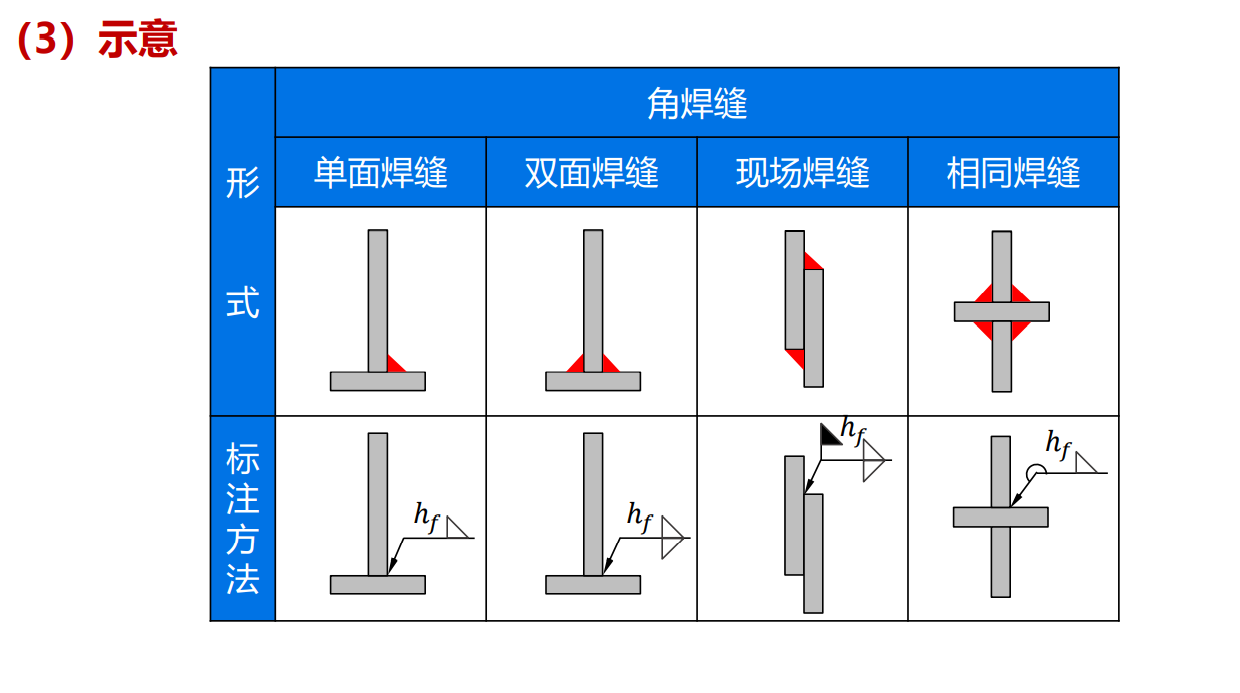 (3) 示意
形式
角焊缝
单面焊缝
双面焊缝
现场焊缝
相同焊缝
标注方法
h_f
h_f
h_f
h_f